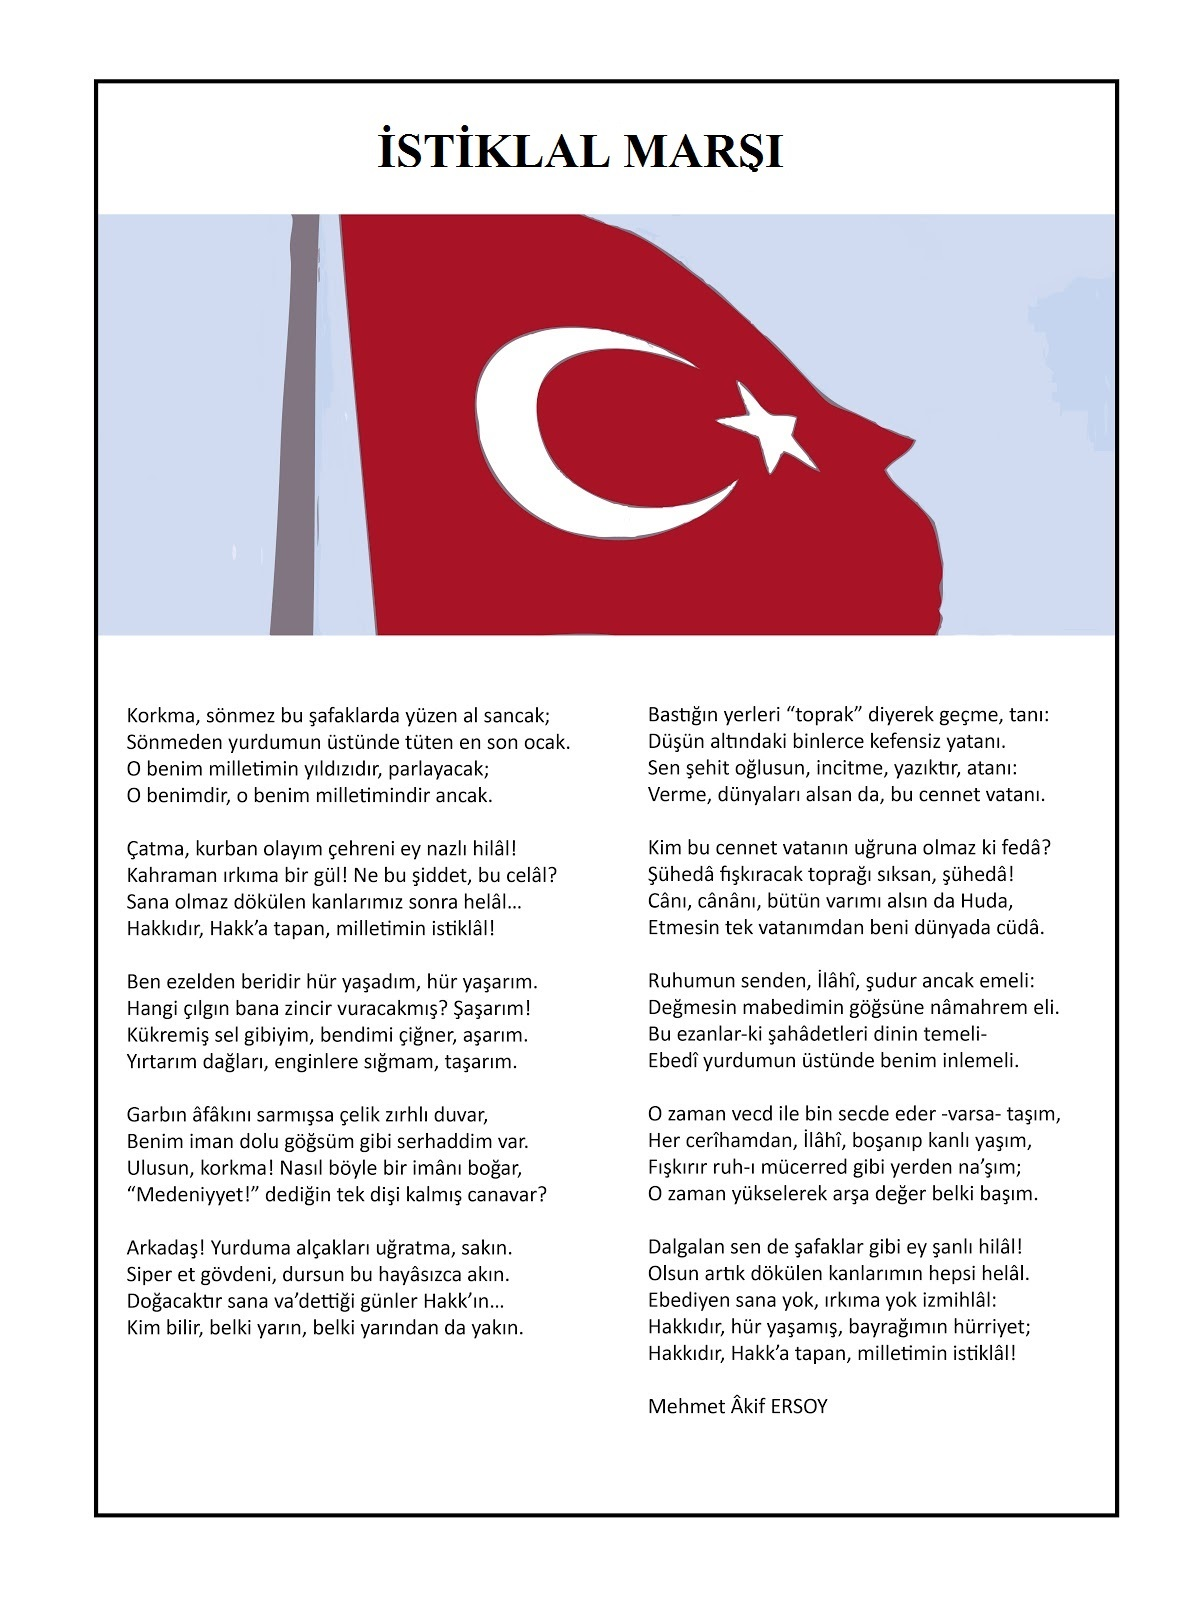 İSTİKLAL MARŞI
Korkma, sönmez bu şafaklarda yüzen al sancak;
Sönmeden yurdumun üstünde tüten en son ocak.
O benim milletimin yıldızıdır, parlayacak;
O benimdir, o benim milletimindir ancak.
Çatma, kurban olayım çehreni ey nazlı hilâl!
Kahraman ırkıma bir gül! Ne bu şiddet, bu celâl?
Sana olmaz dökülen kanlarımız sonra helâl...
Hakkıdır, Hakk’a tapan, milletimin istiklâl!
Ben ezelden beridir hür yaşadım, hür yaşarım.
Hangi çılgın bana zincir vuracakmış? Şaşarım!
Kükremiş sel gibiyim, bendimi çiğner, aşarım.
Yırtarım dağları, enginlere sığmam, taşarım.
Garbın âfâkını sarmışsa çelik zırhlı duvar,
Benim iman dolu göğsüm gibi serhaddim var.
Ulusun, korkma! Nasıl böyle bir imânı boğar,
“Medeniyyet!” dediğin tek dişi kalmış canavar?
Arkadaş! Yurduma alçakları uğratma, sakın.
Siper et gövdeni, dursun bu hayâsızca akın.
Doğacaktır sana va’dettiği günler Hakk’ın...
Kim bilir, belki yarın, belki yarından da yakın.
Bastığın yerleri “toprak” diyerek geçme, tanı:
Düşün altındaki binlerce kefensiz yatanı.
Sen şehit oğlusun, incitme, yazıktır, atanı:
Verme, dünyaları alsan da, bu cennet vatanı.
Kim bu cennet vatanın uğruna olmaz ki fedâ?
Şühedâ fışkıracak toprağı sıksan, şühedâ!
Cânı, cânânı, bütün varımı alsın da Huda,
Etmesin tek vatanımdan beni dünyada cüdâ.
Ruhumun senden, İlâhî, şudur ancak emeli:
Değmesin mabedimin göğsüne nâmahrem eli.
Bu ezanlar-ki şahâdetleri dinin temeli-
Ebedî yurdumun üstünde benim inlemeli.
O zaman vecd ile bin secde eder -varsa- taşım,
Her cerîhamdan, İlâhî, boşanıp kanlı yaşım,
Fışkırır ruh-ı mücerred gibi yerden na’şım;
O zaman yükselerek arşa değer belki başım.
Dalgalan sen de şafaklar gibi ey şanlı hilâl!
Olsun artık dökülen kanlarımın hepsi helâl.
Ebediyen sana yok, ırkıma yok izmihlâl:
Hakkıdır, hür yaşamış, bayrağımın hürriyet;
Hakkıdır, Hakk’a tapan, milletimin istiklâl!
Mehmet Âkif ERSOY